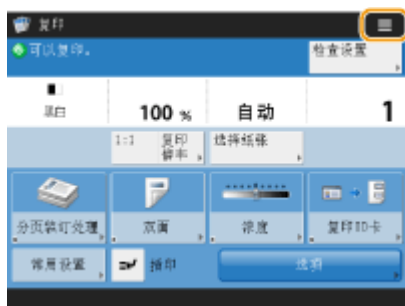 复印
可以复印。
检查设置
黑白
100 %
自动
1
1:1 复印倍率
选择纸张
分页装订处理
双面
浓度
复印ID卡
常用设置
插印
选项